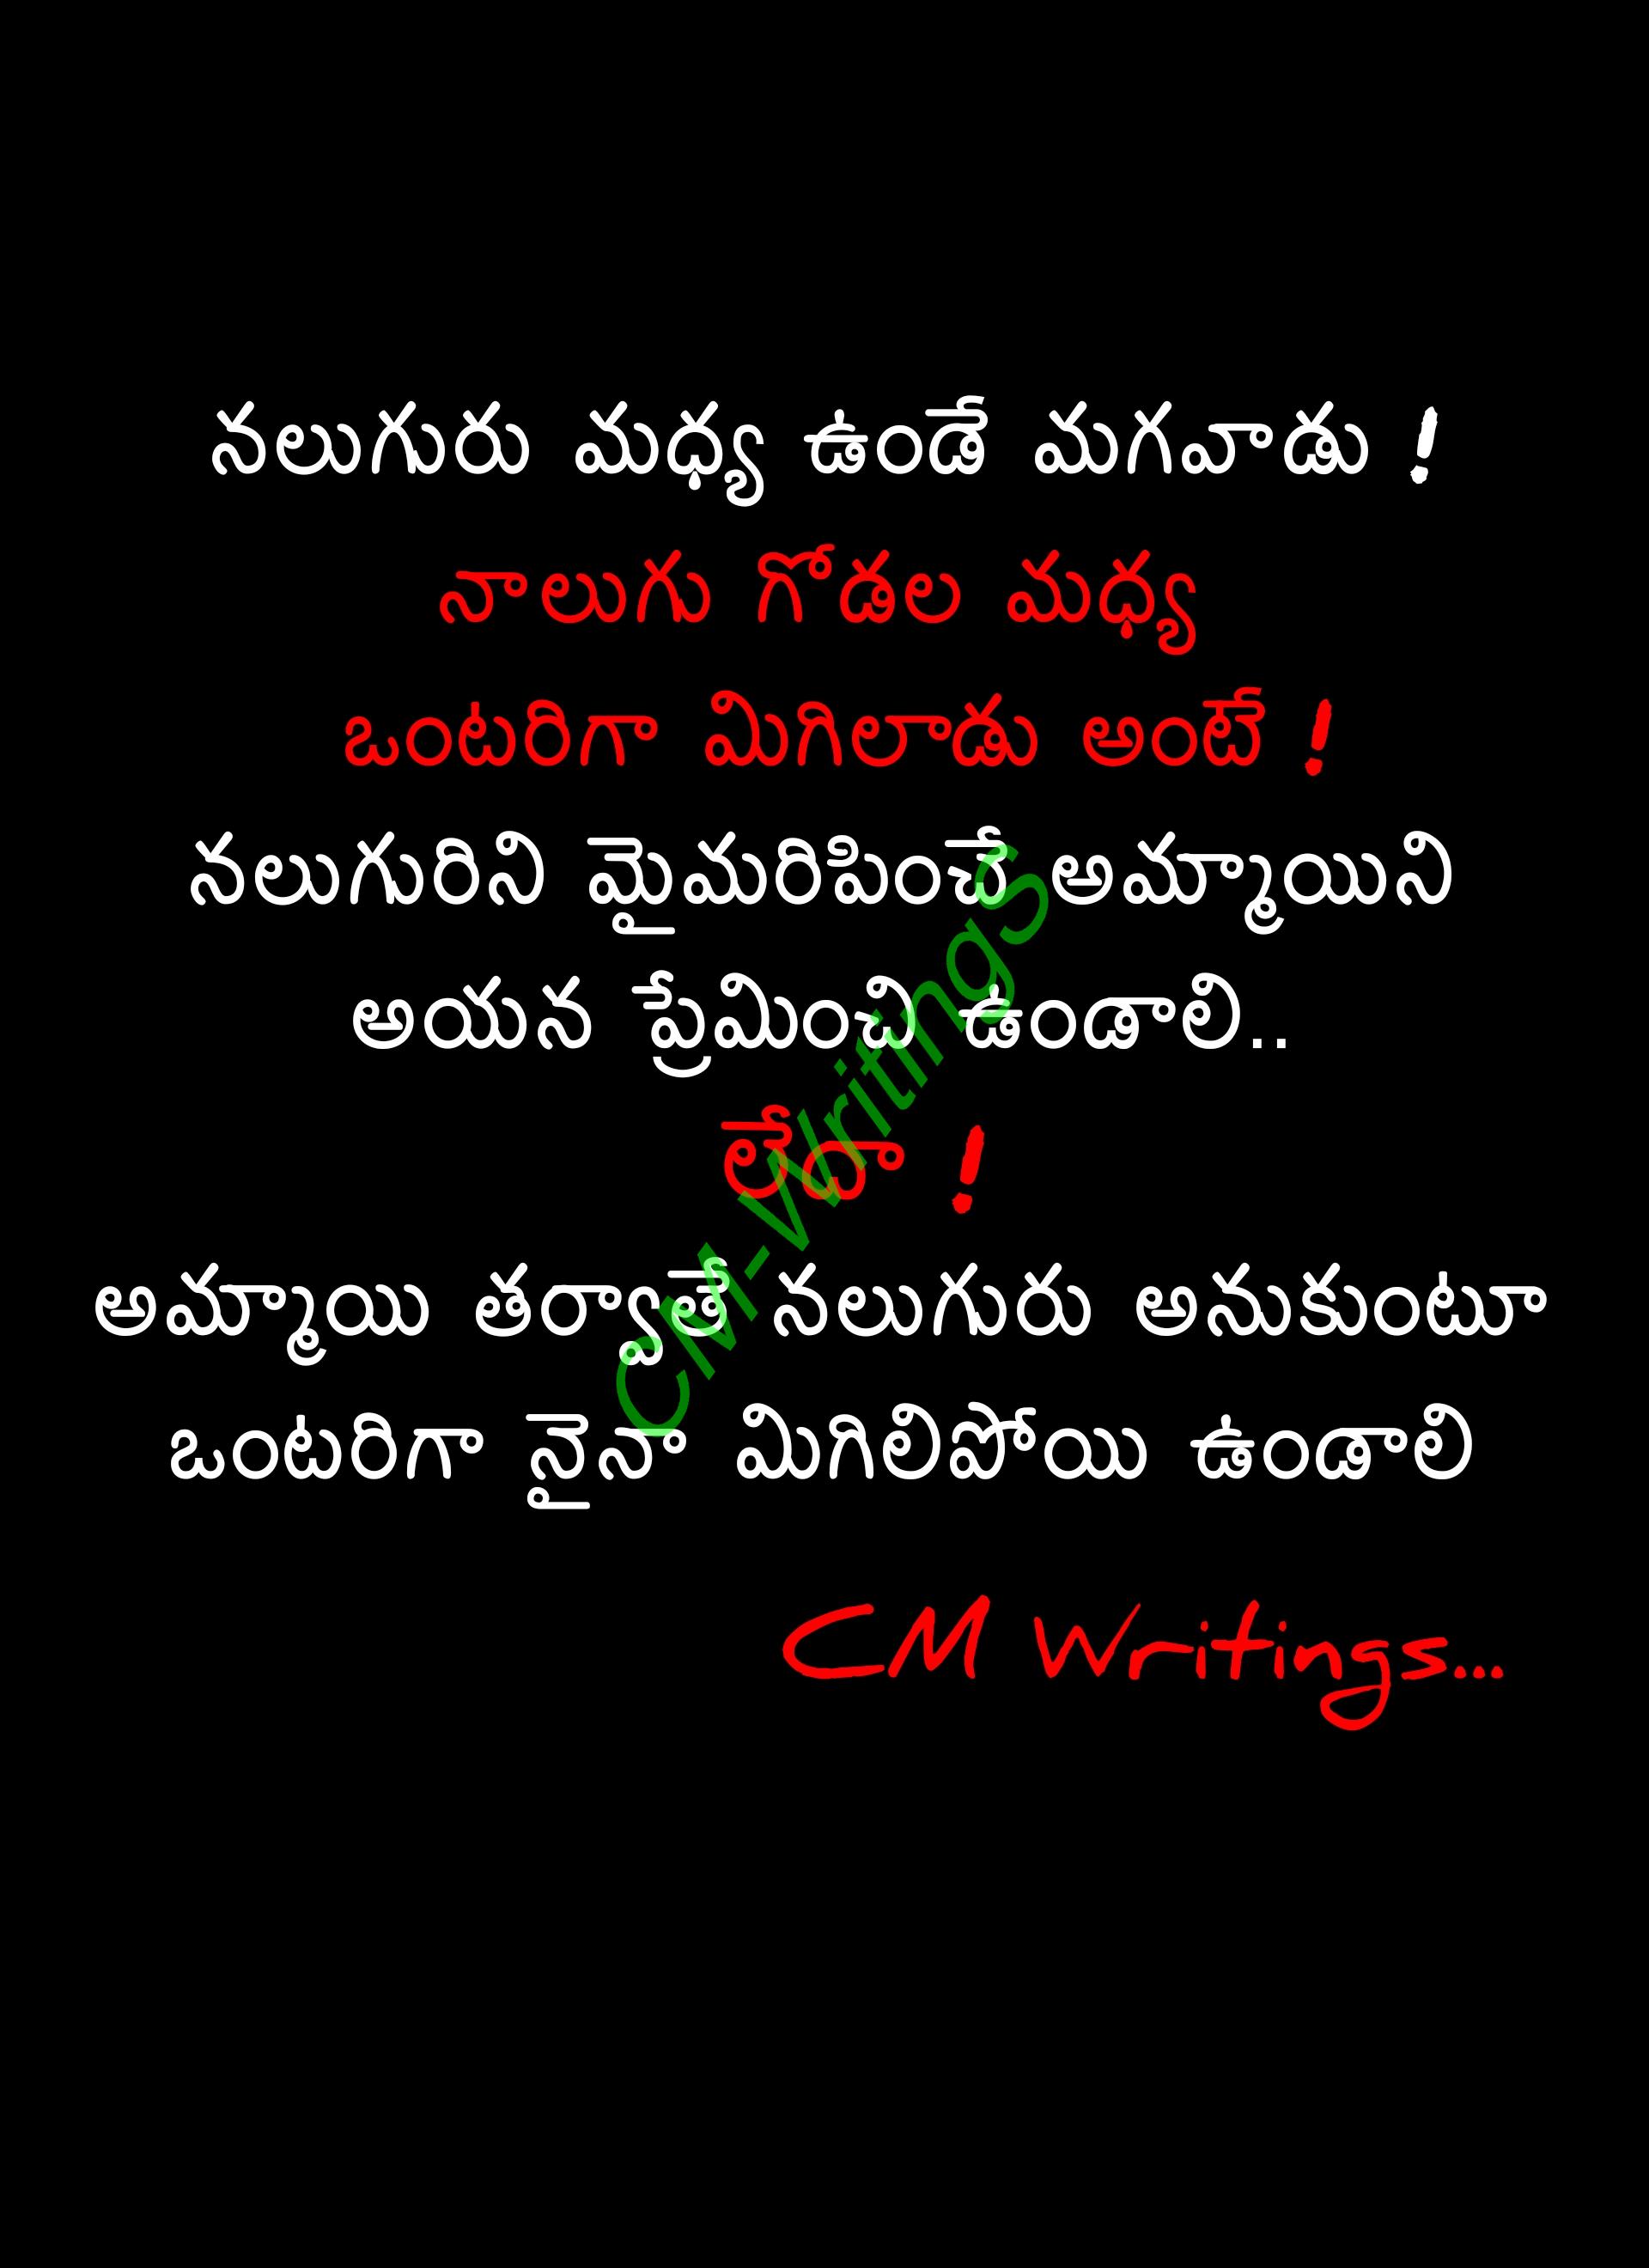 నలుగురు మధ్య ఉండే మగవాడు !
నాలుగు గోడల మధ్య
ఒంటరిగా మిగిలాడు అంటే !
నలుగురిని మైమరిపించే అమ్మాయిని
అయన ప్రేమించి ఉండాలి..
లేదా !
అమ్మాయి తర్వాతే నలుగురు అనుకుంటూ
ఒంటరిగా నైనా మిగిలిపోయి ఉండాలి
CM Writings...
CM-Writings